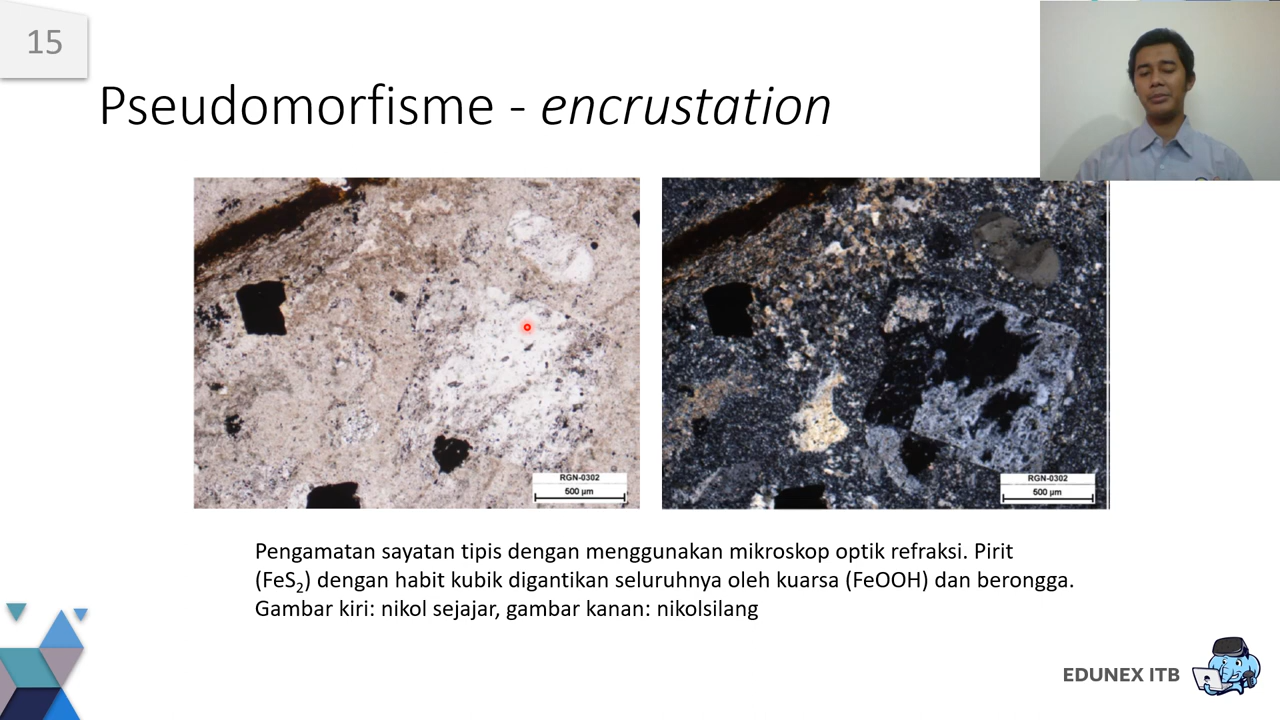 15
Pseudomorfisme - encrustation
RGN-0302
500 µm
RGN-0302
500 µm
Pengamatan sayatan tipis dengan menggunakan mikroskop optik refraksi. Pirit
(FeS₂) dengan habit kubik digantikan seluruhnya oleh kuarsa (FeOOH) dan berongga.
Gambar kiri: nikol sejajar, gambar kanan: nikolsilang
EDUNEX ITB